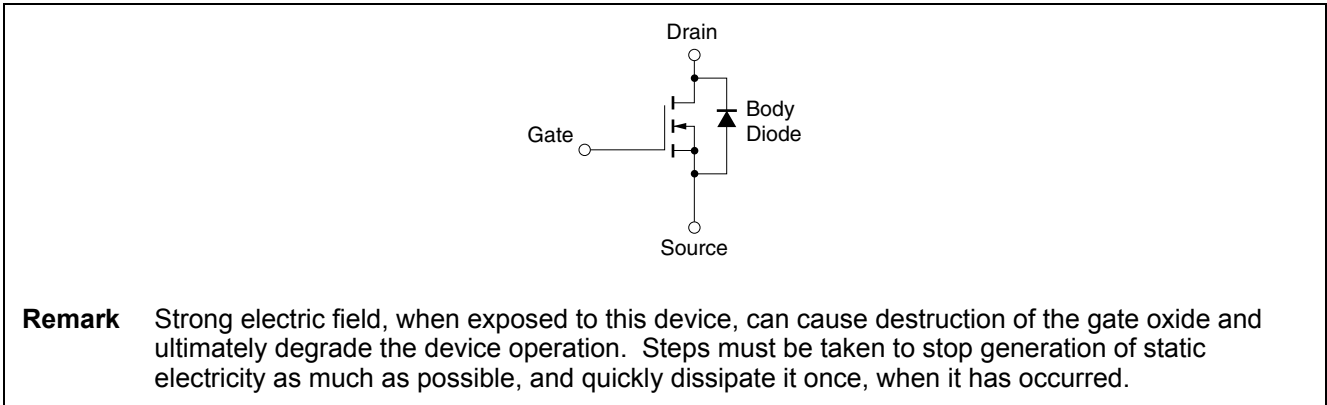 Drain
Body
Diode
Gate
Source
Remark Strong electric field, when exposed to this device, can cause destruction of the gate oxide and
ultimately degrade the device operation. Steps must be taken to stop generation of static
electricity as much as possible, and quickly dissipate it once, when it has occurred.